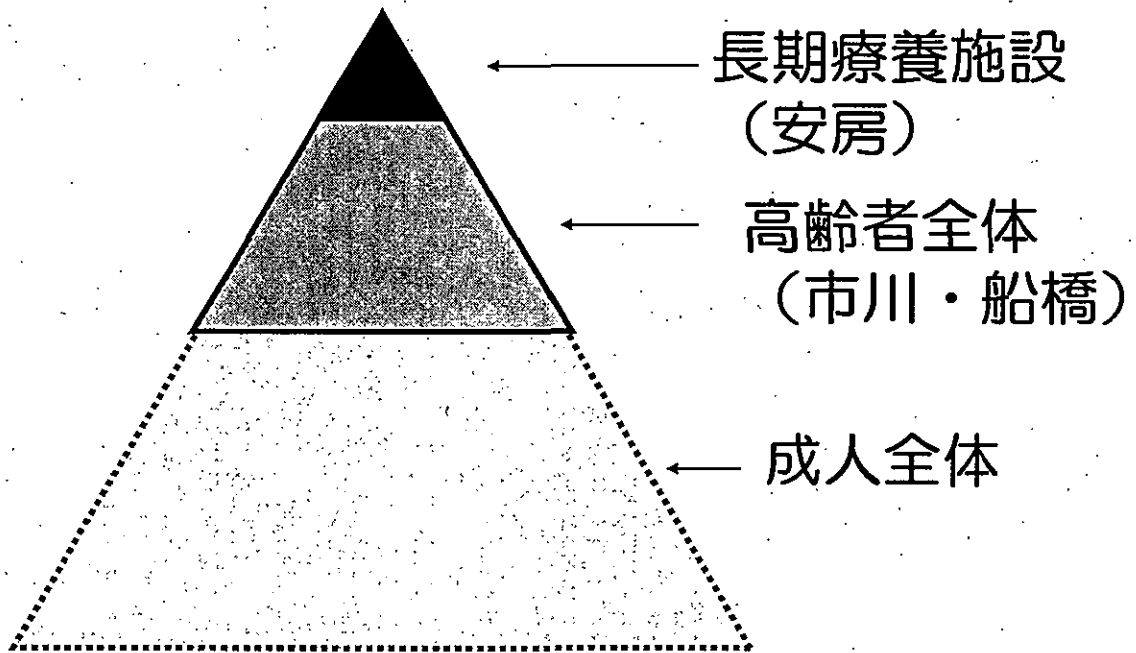 長期療養施設
（安房）
高齢者全体
（市川・船橋）
成人全体